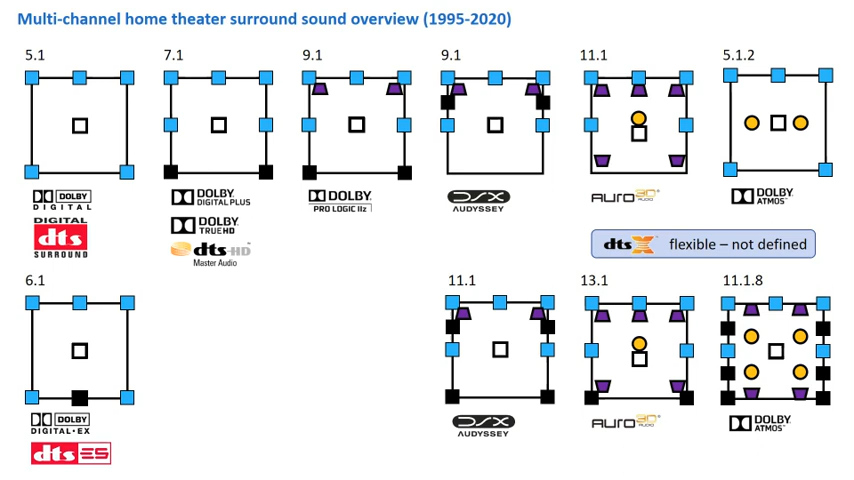 Multi-channel home theater surround sound overview (1995-2020)
5.1
DOLBY
DIGITAL
DIGITAL
dts
SURROUND
7.1
DOLBY
DIGITAL PLUS
DOLBY
TRUEHD
dts-HD
Master Audio
9.1
DOLBY
PRO LOGIC IIz
9.1
DSX
AUDYSSEY
11.1
AURO 3D
AUDIO
5.1.2
DOLBY
ATMOS
dts X flexible – not defined
6.1
DOLBY
DIGITAL•EX
dts ES
11.1
DSX
AUDYSSEY
13.1
AURO 3D
AUDIO
11.1.8
DOLBY
ATMOS